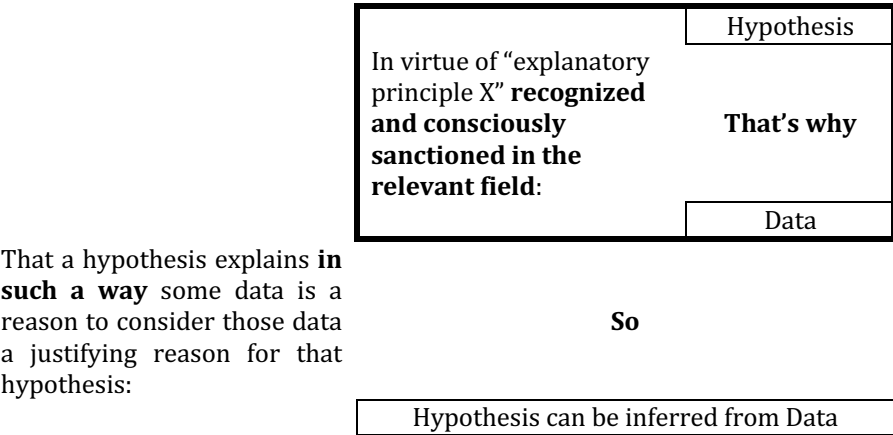 Hypothesis
In virtue of “explanatory
principle X” recognized
and consciously
sanctioned in the
relevant field:
That’s why
Data
That a hypothesis explains in
such a way some data is a
reason to consider those data
a justifying reason for that
hypothesis:
So
Hypothesis can be inferred from Data